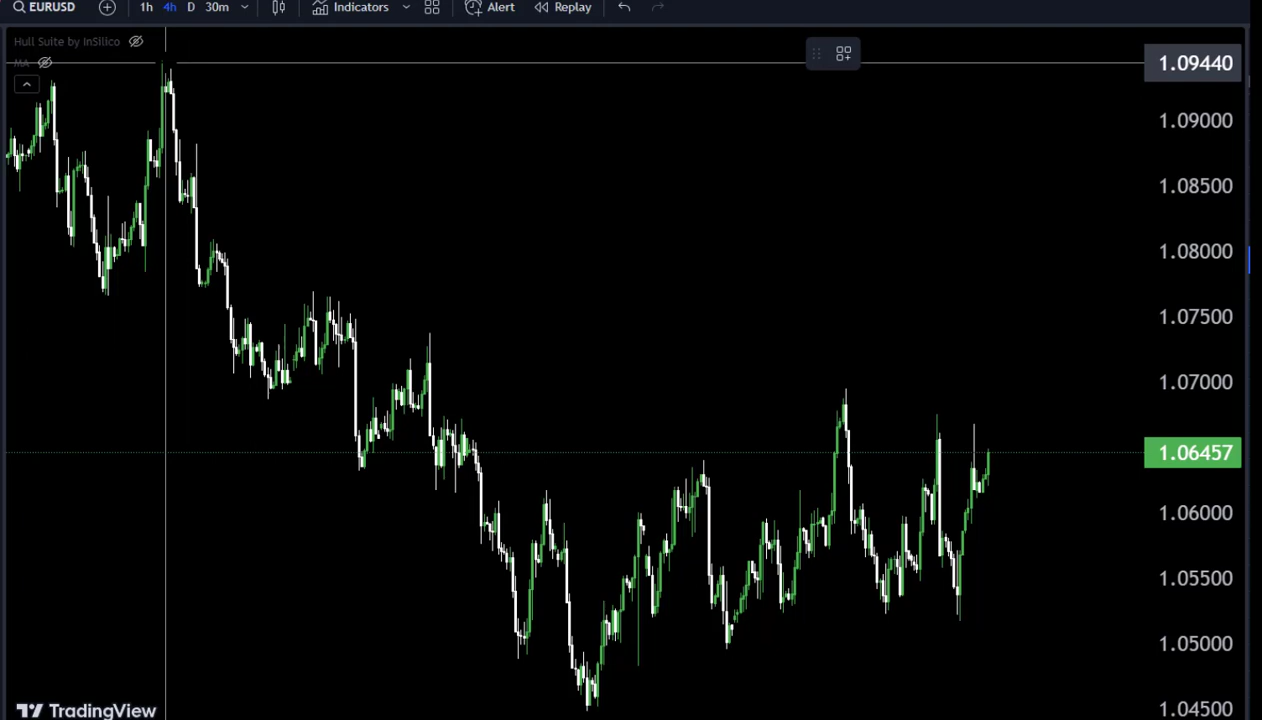 EURUSD 1h 4h D 30m Indicators Alert Replay
Hull Suite by InSilico
MA
1.09440
1.09000
1.08500
1.08000
1.07500
1.07000
1.06457
1.06000
1.05500
1.05000
1.04500
TradingView